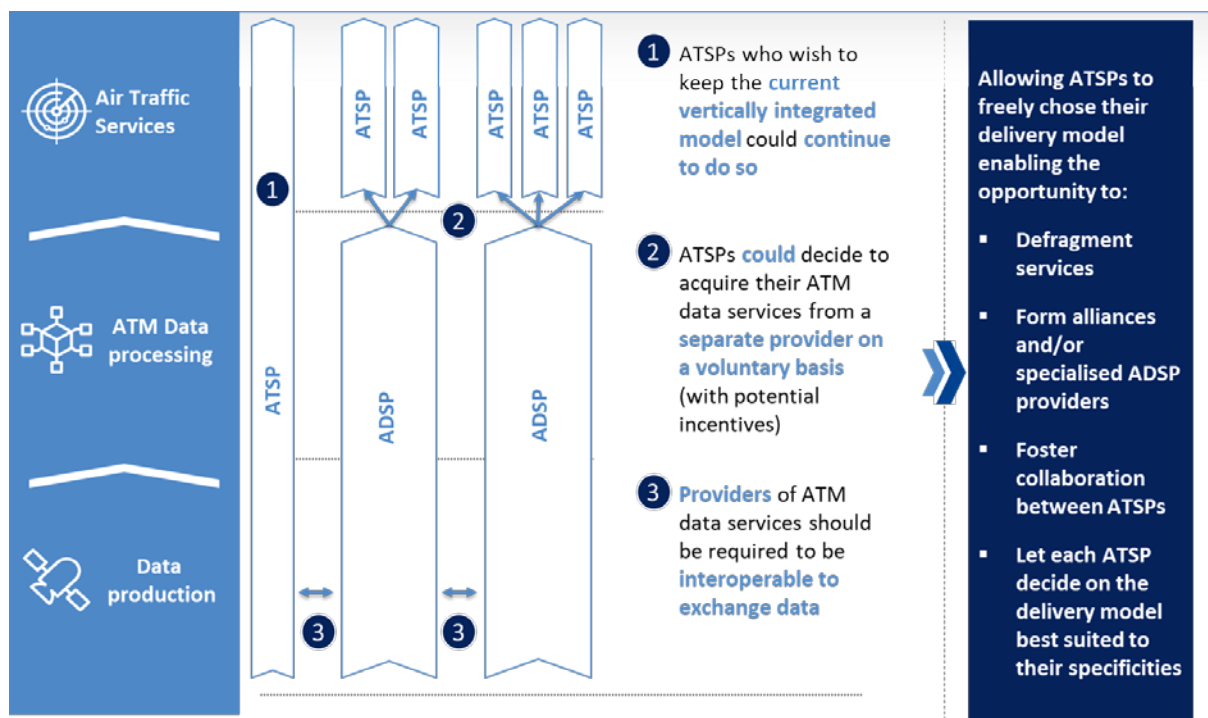 Air Traffic
Services
ATM Data
processing
Data
production
ATSP
ATSP
ATSP
ATSP
ATSP
ATSP
ADSP
ADSP
1
2
3
3
1
ATSPs who wish to
keep the current
vertically integrated
model could continue
to do so
2
ATSPs could decide to
acquire their ATM
data services from a
separate provider on
a voluntary basis
(with potential
incentives)
3
Providers of ATM
data services should
be required to be
interoperable to
exchange data
Allowing ATSPs to
freely chose their
delivery model
enabling the
opportunity to:
▪ Defragment
services
▪ Form alliances
and/or
specialised ADSP
providers
▪ Foster
collaboration
between ATSPs
▪ Let each ATSP
decide on the
delivery model
best suited to
their specificities